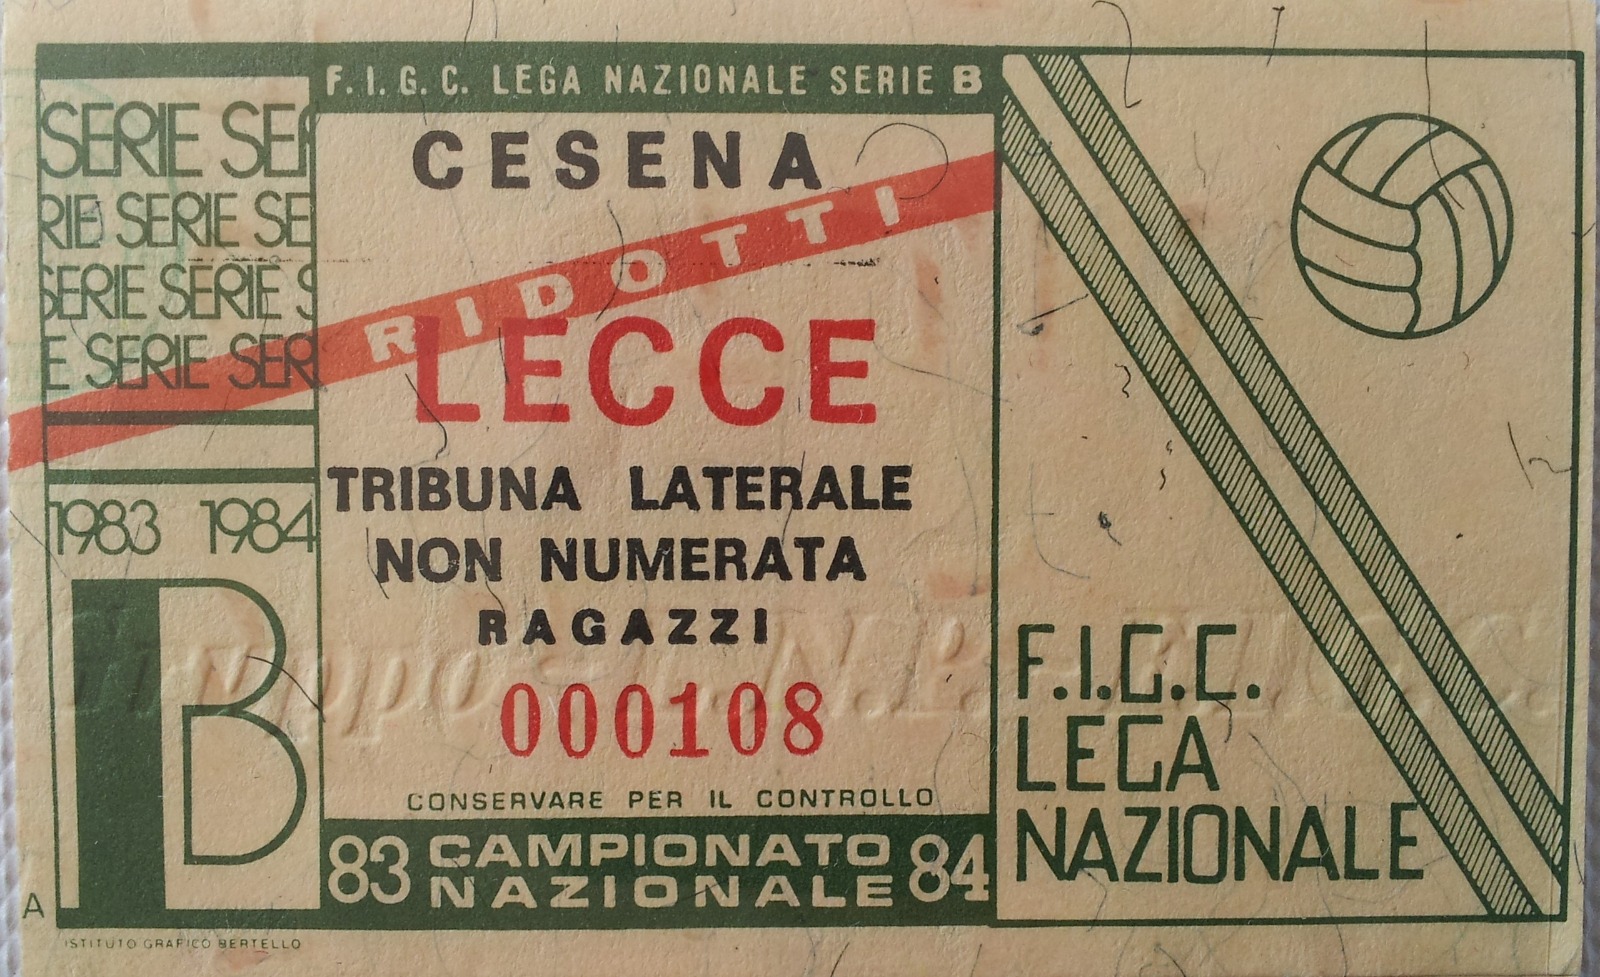 F.I.G.C. LEGA NAZIONALE SERIE B
SERIE SER
RIE SERIE SE
SERIE SERIE S
E SERIE SER
1983 1984
B
CESENA
RIDOTTI
LECCE
TRIBUNA LATERALE
NON NUMERATA
RAGAZZI
000108
CONSERVARE PER IL CONTROLLO
83 CAMPIONATO NAZIONALE 84
F.I.G.C.
LEGA
NAZIONALE
A
ISTITUTO GRAFICO BERTELLO